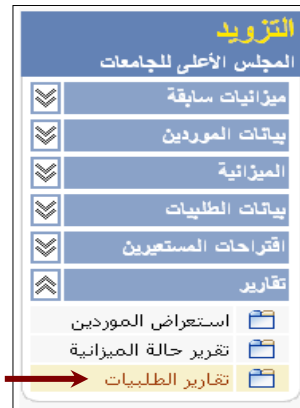 التزويد
المجلس الأعلى للجامعات
ميزانيات سابقة
بيانات الموردين
الميزانية
بيانات الطلبيات
اقتراحات المستعيرين
تقارير
استعراض الموردين
تقرير حالة الميزانية
تقارير الطلبيات